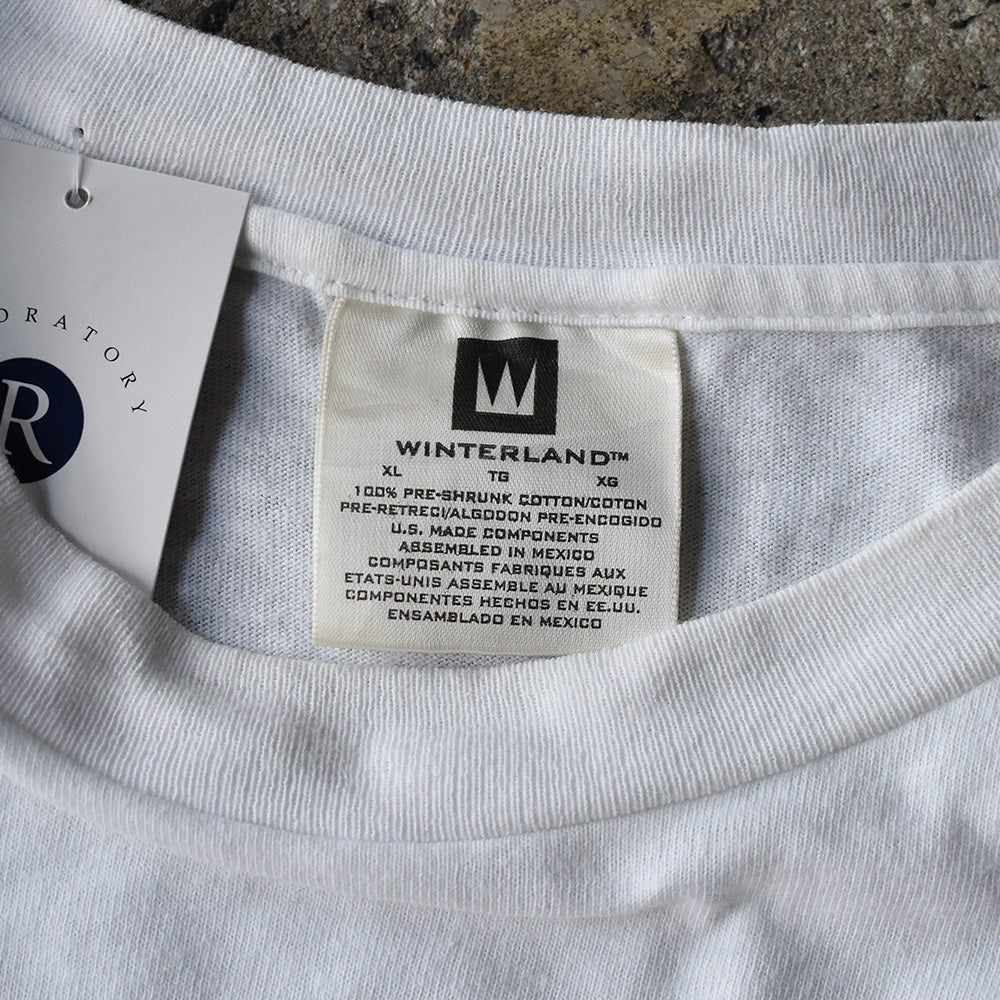 ORATORY
R
W
WINTERLAND™
XL TG XG
100% PRE-SHRUNK COTTON/COTON
PRE-RETRECI/ALGODON PRE-ENCOGIDO
U.S. MADE COMPONENTS
ASSEMBLED IN MEXICO
COMPOSANTS FABRIQUES AUX
ETATS-UNIS ASSEMBLE AU MEXIQUE
COMPONENTES HECHOS EN EE.UU.
ENSAMBLADO EN MEXICO